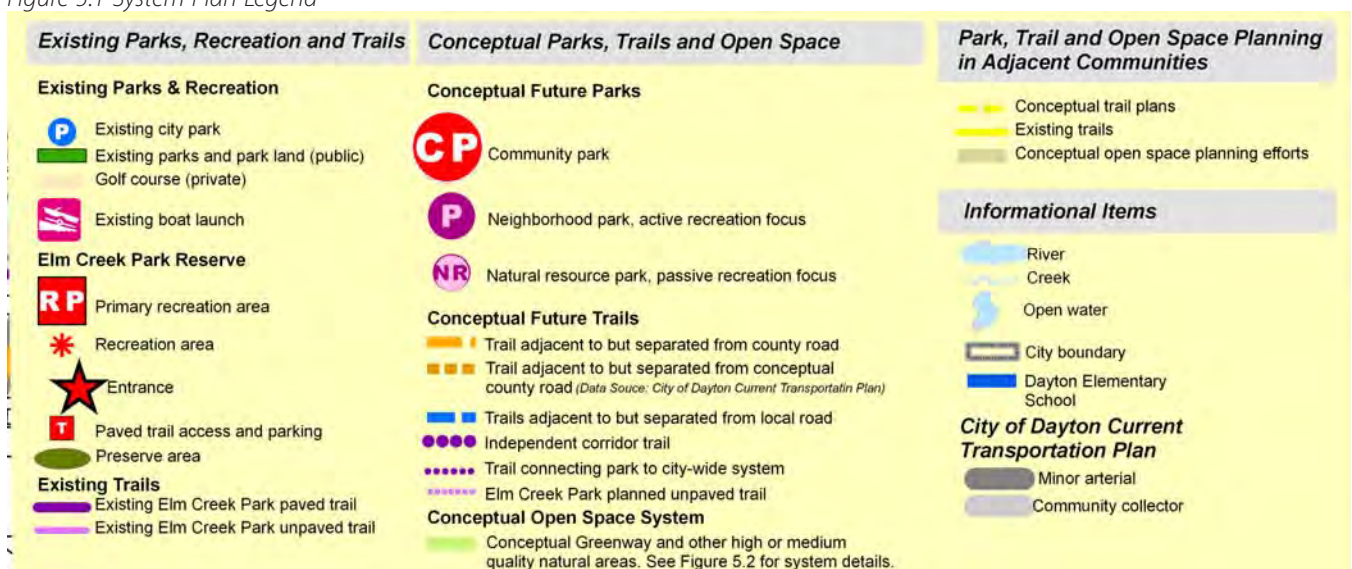 Figure 5.1 System Plan Legend
Existing Parks, Recreation and Trails
Existing Parks & Recreation
P Existing city park
Existing parks and park land (public)
Golf course (private)
Existing boat launch
Elm Creek Park Reserve
RP Primary recreation area
Recreation area
Entrance
T Paved trail access and parking
Preserve area
Existing Trails
Existing Elm Creek Park paved trail
Existing Elm Creek Park unpaved trail
Conceptual Parks, Trails and Open Space
Conceptual Future Parks
CP Community park
P Neighborhood park, active recreation focus
NR Natural resource park, passive recreation focus
Conceptual Future Trails
Trail adjacent to but separated from county road
Trail adjacent to but separated from conceptual
county road (Data Souce: City of Dayton Current Transportatin Plan)
Trails adjacent to but separated from local road
Independent corridor trail
Trail connecting park to city-wide system
Elm Creek Park planned unpaved trail
Conceptual Open Space System
Conceptual Greenway and other high or medium
quality natural areas. See Figure 5.2 for system details.
Park, Trail and Open Space Planning
in Adjacent Communities
Conceptual trail plans
Existing trails
Conceptual open space planning efforts
Informational Items
River
Creek
Open water
City boundary
Dayton Elementary
School
City of Dayton Current
Transportation Plan
Minor arterial
Community collector